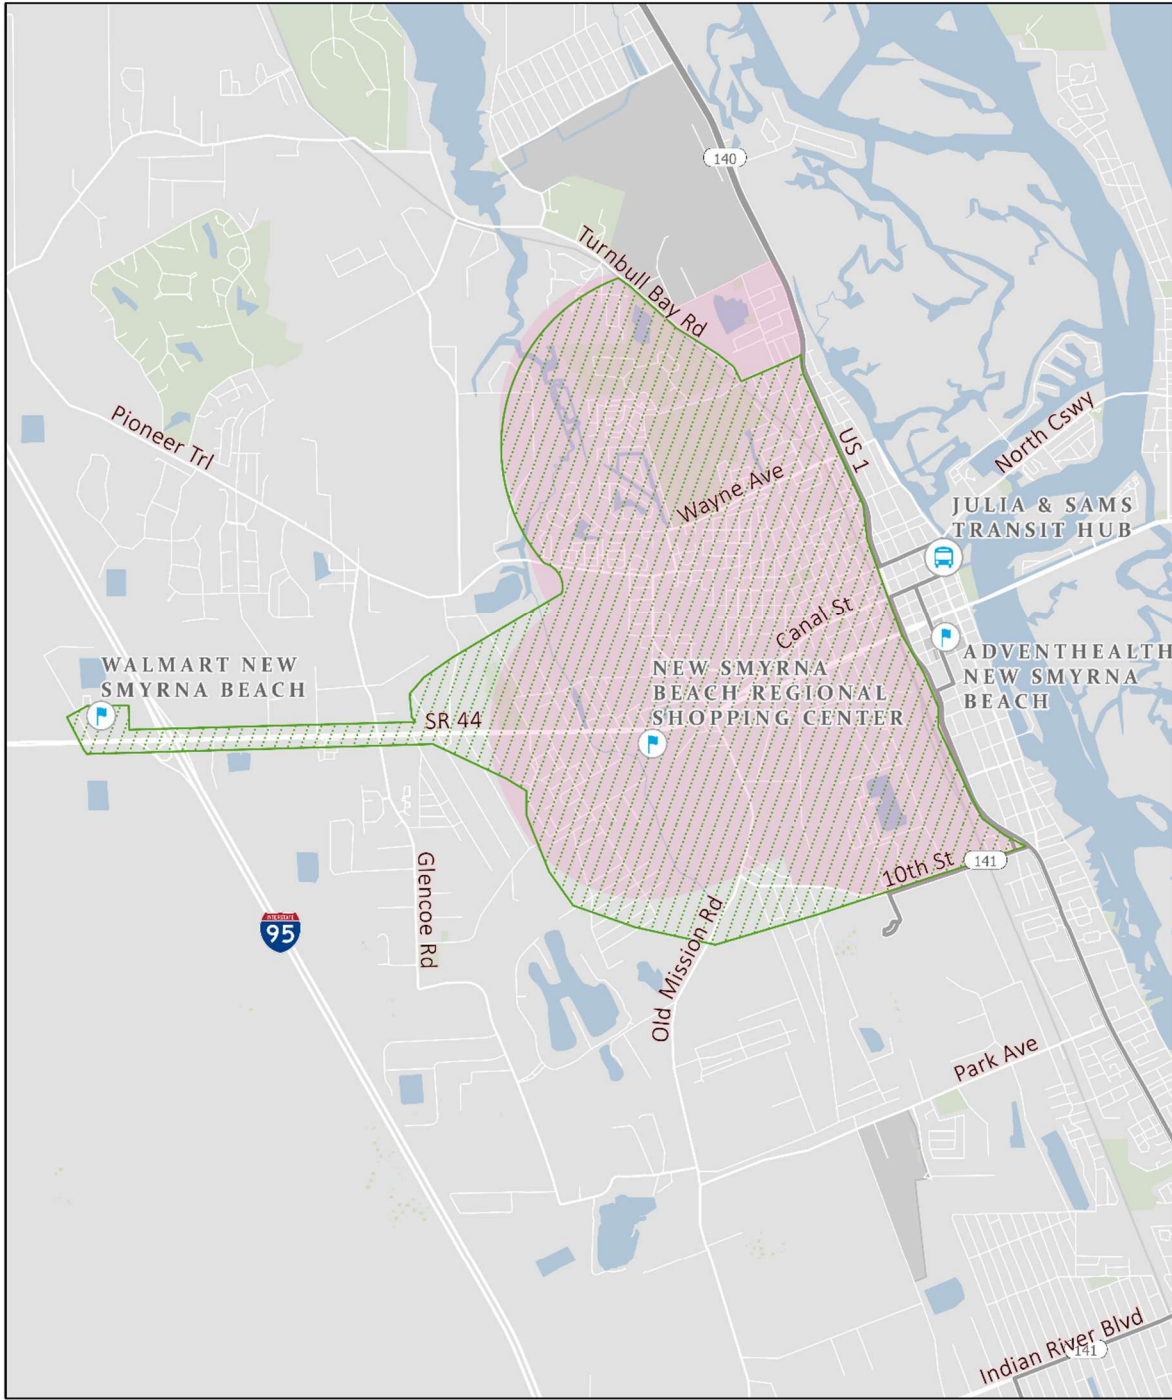 140
Turnbull Bay Rd
North Cswy
Pioneer Trl
US 1
Wayne Ave
JULIA & SAMS
TRANSIT HUB
Canal St
WALMART NEW
SMYRNA BEACH
NEW SMYRNA
BEACH REGIONAL
SHOPPING CENTER
ADVENTHEALTH
NEW SMYRNA
BEACH
SR 44
10th St
141
Glencoe Rd
INTERSTATE
95
Old Mission Rd
Park Ave
Indian River Blvd
141